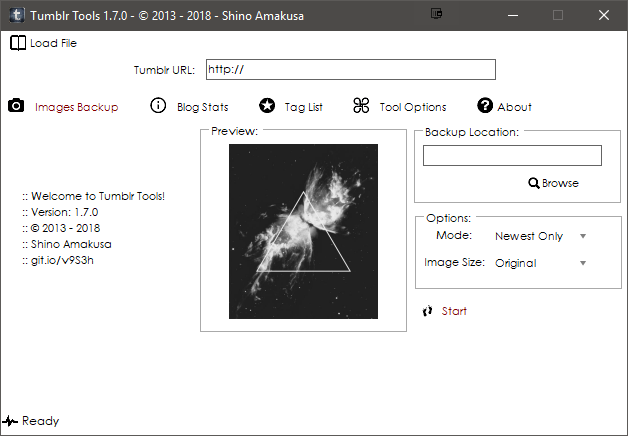 Tumblr Tools 1.7.0 - © 2013 - 2018 - Shino Amakusa
Load File
Tumblr URL: http://
Images Backup Blog Stats Tag List Tool Options About
Preview:
Backup Location:
Browse
:: Welcome to Tumblr Tools!
:: Version: 1.7.0
:: © 2013 - 2018
:: Shino Amakusa
:: git.io/v9S3h
Options:
Mode: Newest Only
Image Size: Original
Start
Ready